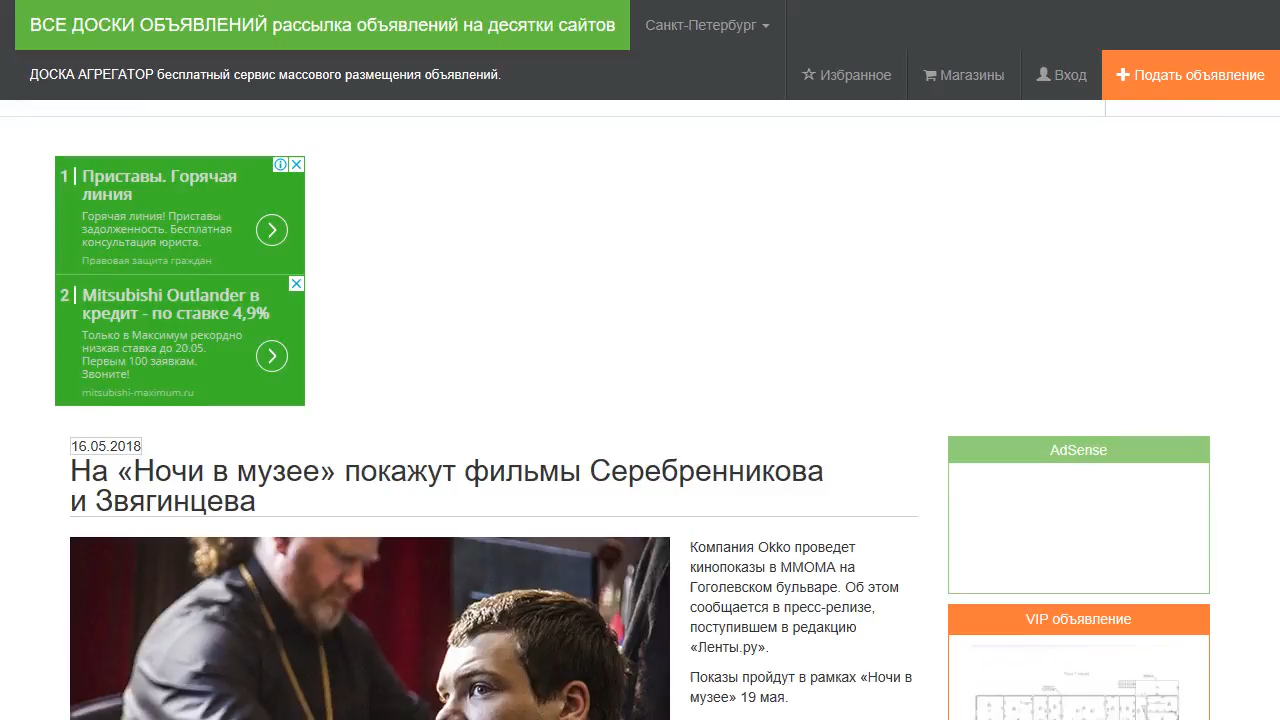 ВСЕ ДОСКИ ОБЪЯВЛЕНИЙ рассылка объявлений на десятки сайтов
Санкт-Петербург
ДОСКА АГРЕГАТОР бесплатный сервис массового размещения объявлений.
Избранное
Магазины
Вход
Подать объявление
1 Приставы. Горячая
линия
Горячая линия! Приставы
задолженность. Бесплатная
консультация юриста.
Правовая защита граждан
2 Mitsubishi Outlander в
кредит - по ставке 4,9%
Только в Максимум рекордно
низкая ставка до 20.05.
Первым 100 заявкам.
Звоните!
mitsubishi-maximum.ru
16.05.2018
На «Ночи в музее» покажут фильмы Серебренникова
и Звягинцева
Компания Okko проведет
кинопоказы в ММОМА на
Гоголевском бульваре. Об этом
сообщается в пресс-релизе,
поступившем в редакцию
«Ленты.ру».
Показы пройдут в рамках «Ночи в
музее» 19 мая.
AdSense
VIP объявление